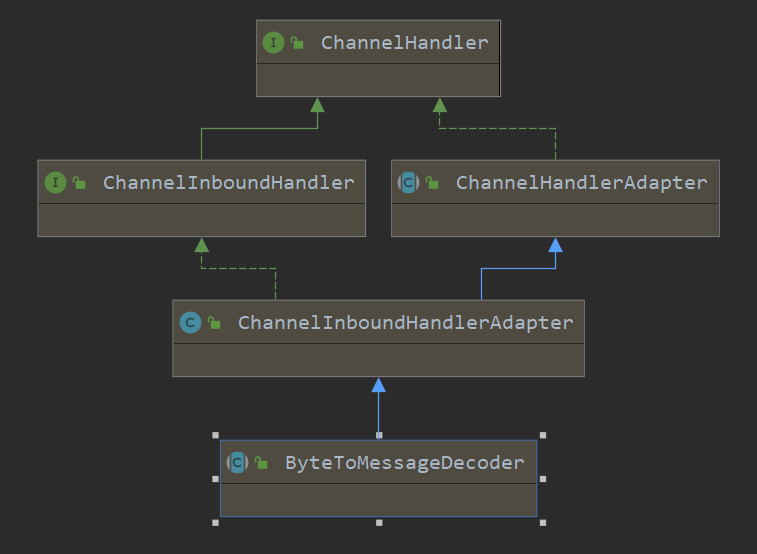 I ChannelHandler
I ChannelInboundHandler
C ChannelHandlerAdapter
C ChannelInboundHandlerAdapter
C ByteToMessageDecoder